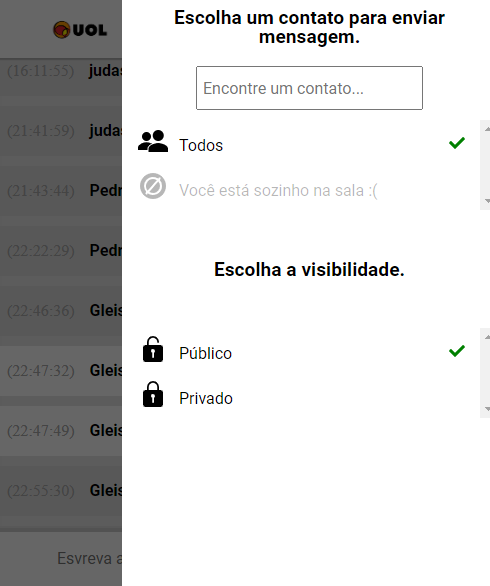 UOL
Escolha um contato para enviar
mensagem.
Encontre um contato...
Todos
Você está sozinho na sala :(
Escolha a visibilidade.
Público
Privado
(16:11:55) judas
(21:41:59) judas
(21:43:44) Pedr
(22:22:29) Pedr
(22:46:36) Gleis
(22:47:32) Gleis
(22:47:49) Gleis
(22:55:30) Gleis
Esvreva a